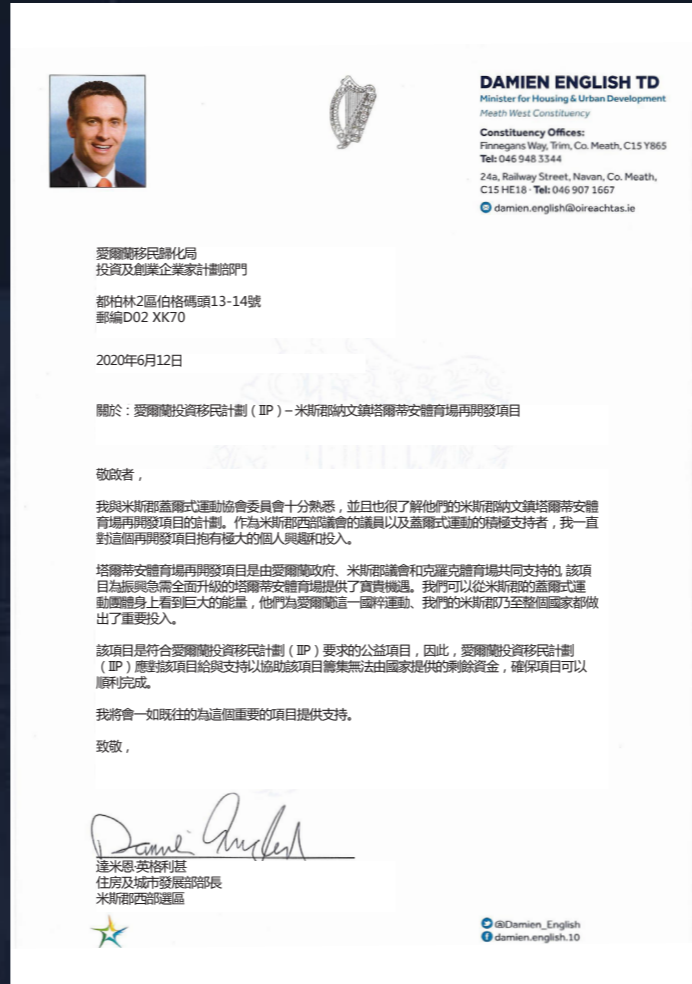 DAMIEN ENGLISH TD
Minister for Housing & Urban Development
Meath West Constituency
Constituency Offices:
Finnegans Way, Trim, Co. Meath, C15 Y865
Tel: 046 948 3344
24a, Railway Street, Navan, Co. Meath,
C15 HE18 · Tel: 046 907 1667
damien.english@oireachtas.ie
愛爾蘭移民歸化局
投資及創業企業家計劃部門
都柏林2區伯格碼頭13-14號
郵編D02 XK70
2020年6月12日
關於：愛爾蘭投資移民計劃（IIP）– 米斯郡納文鎮塔爾蒂安體育場再開發項目
敬啟者，
我與米斯郡蓋爾式運動協會委員會十分熟悉，並且也很了解他們的米斯郡納文鎮塔爾蒂安體
育場再開發項目的計劃。作為米斯郡西部議會的議員以及蓋爾式運動的積極支持者，我一直
對這個再開發項目抱有極大的個人興趣和投入。
塔爾蒂安體育場再開發項目是由愛爾蘭政府、米斯郡議會和克羅克體育場共同支持的, 該項
目為振興急需全面升級的塔爾蒂安體育場提供了寶貴機遇。我們可以從米斯郡的蓋爾式運
動團體身上看到巨大的能量，他們為愛爾蘭這一國粹運動、我們的米斯郡乃至整個國家都做
出了重要投入。
該項目是符合愛爾蘭投資移民計劃（IIP）要求的公益項目，因此，愛爾蘭投資移民計劃
（IIP）應對該項目給與支持以協助該項目籌集無法由國家提供的剩餘資金，確保項目可以
順利完成。
我將會一如既往的為這個重要的項目提供支持。
致敬，
Damien English
達米恩·英格利甚
住房及城市發展部部長
米斯郡西部選區
@Damien_English
damien.english.10